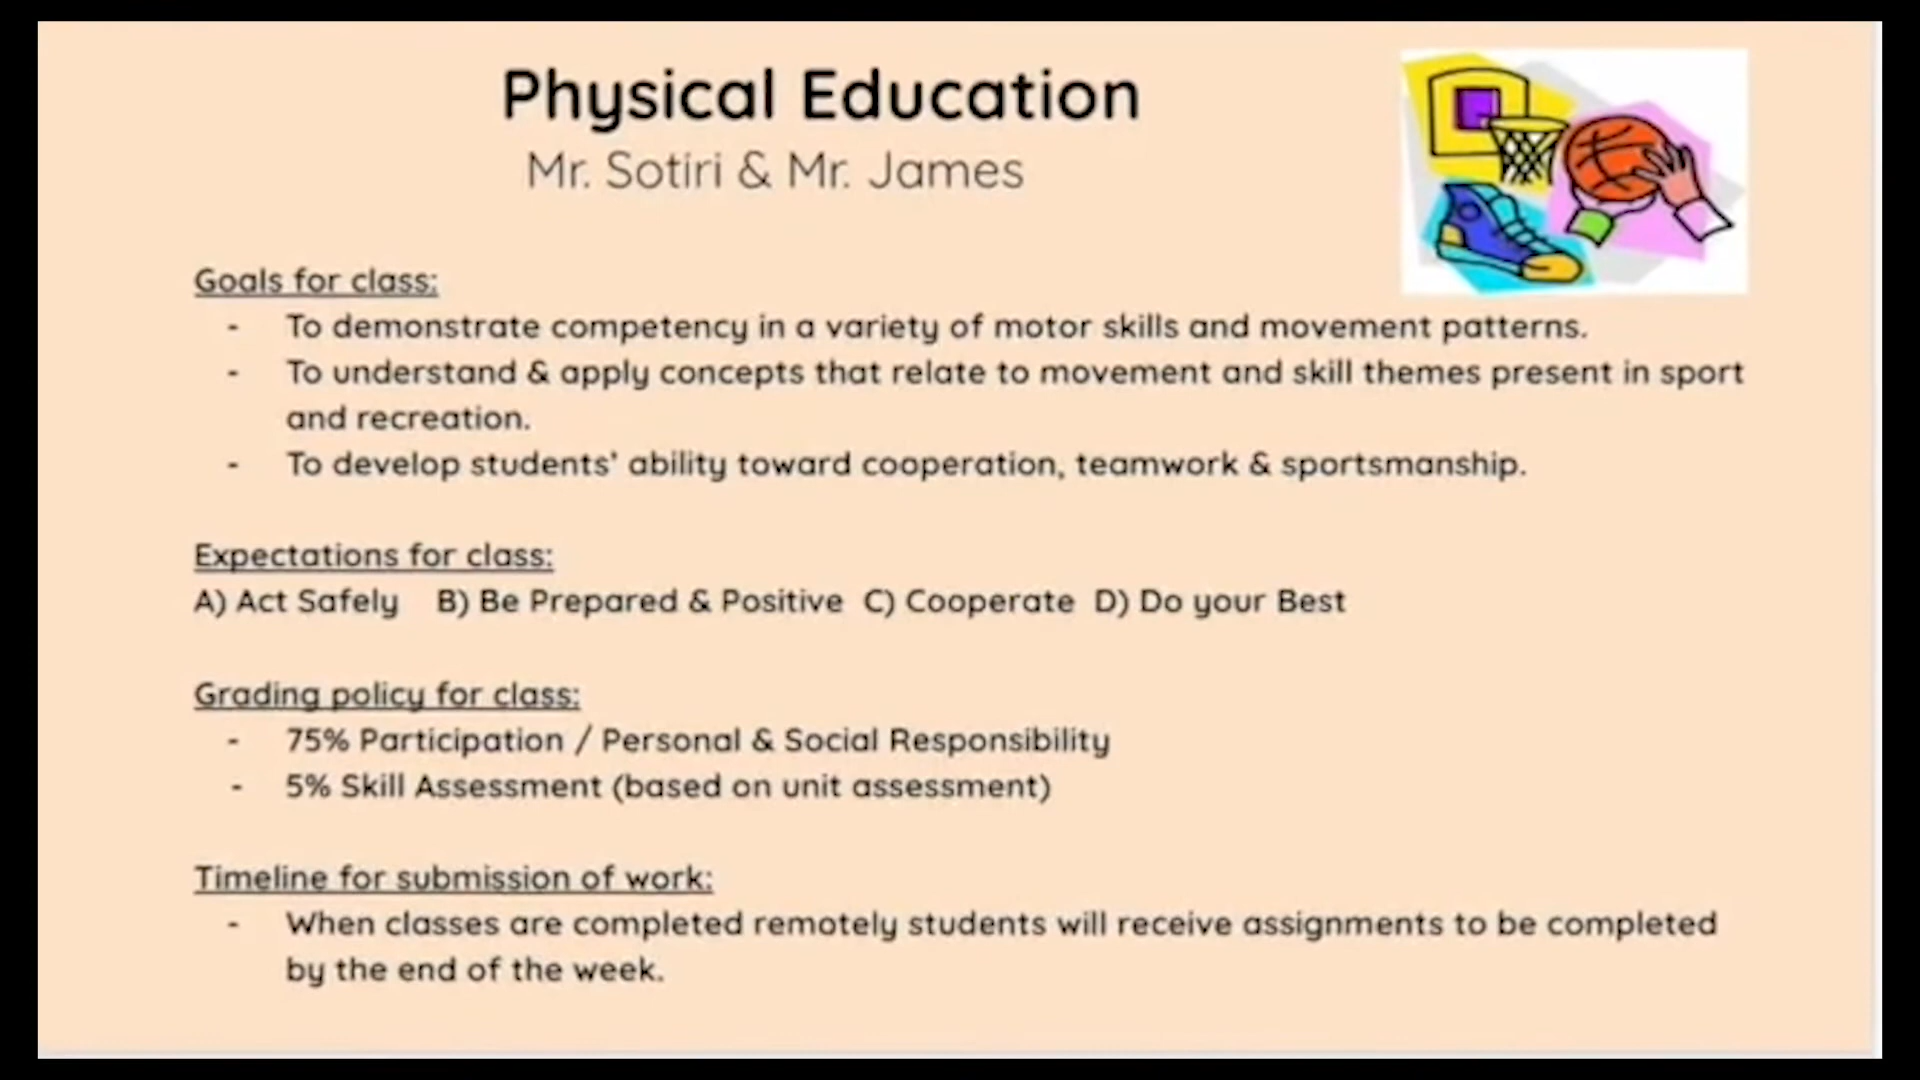 Physical Education
Mr. Sotiri & Mr. James
Goals for class:
- To demonstrate competency in a variety of motor skills and movement patterns.
- To understand & apply concepts that relate to movement and skill themes present in sport
and recreation.
- To develop students' ability toward cooperation, teamwork & sportsmanship.
Expectations for class:
A) Act Safely B) Be Prepared & Positive C) Cooperate D) Do your Best
Grading policy for class:
- 75% Participation / Personal & Social Responsibility
- 5% Skill Assessment (based on unit assessment)
Timeline for submission of work:
- When classes are completed remotely students will receive assignments to be completed
by the end of the week.